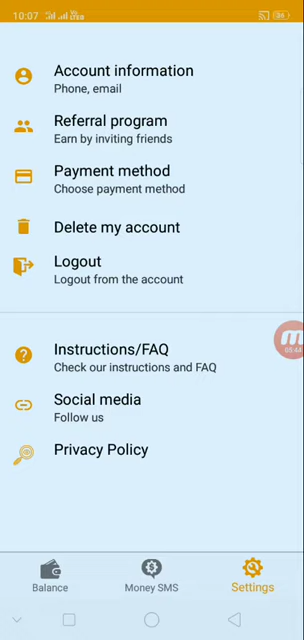 10:07
Account information
Phone, email
Referral program
Earn by inviting friends
Payment method
Choose payment method
Delete my account
Logout
Logout from the account
05:44
Instructions/FAQ
Check our instructions and FAQ
Social media
Follow us
Privacy Policy
Balance
Money SMS
Settings